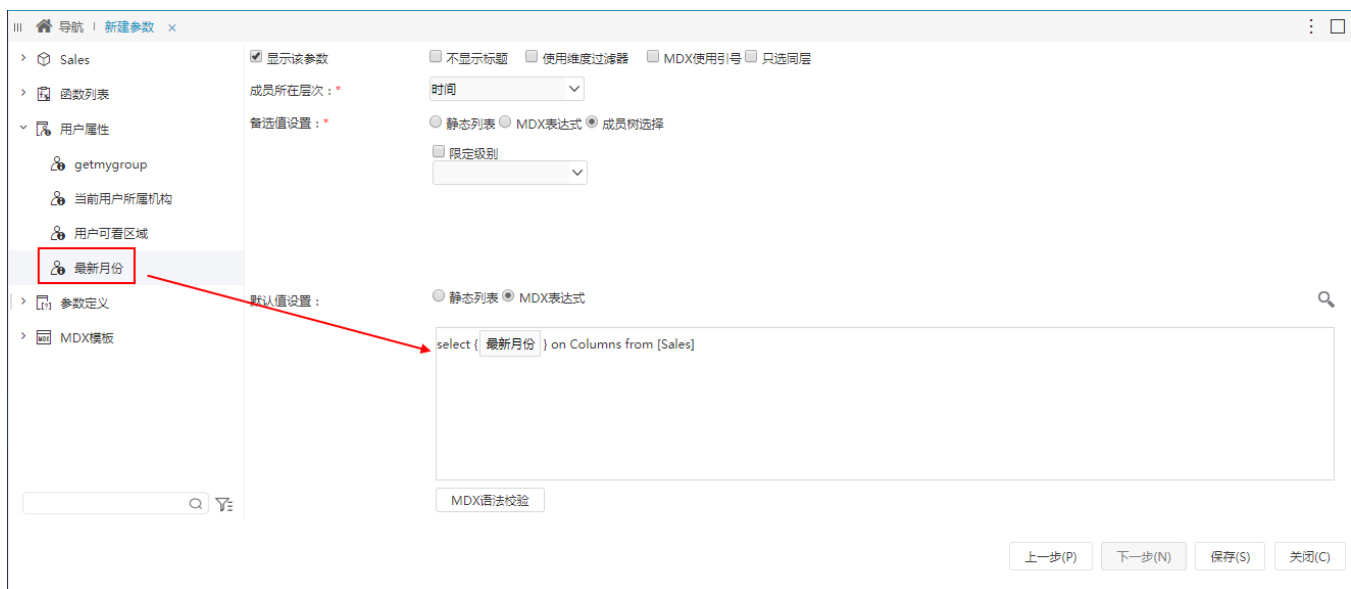 导航 新建参数 ×
Sales
函数列表
用户属性
getmygroup
当前用户所属机构
用户可看区域
最新月份
参数定义
MDX模板
显示该参数 不显示标题 使用维度过滤器 MDX使用引号 只选同层
成员所在层次：* 时间
备选值设置：* 静态列表 MDX表达式 成员树选择
限定级别
默认值设置： 静态列表 MDX表达式
select { 最新月份 } on Columns from [Sales]
MDX语法校验
上一步(P) 下一步(N) 保存(S) 关闭(C)